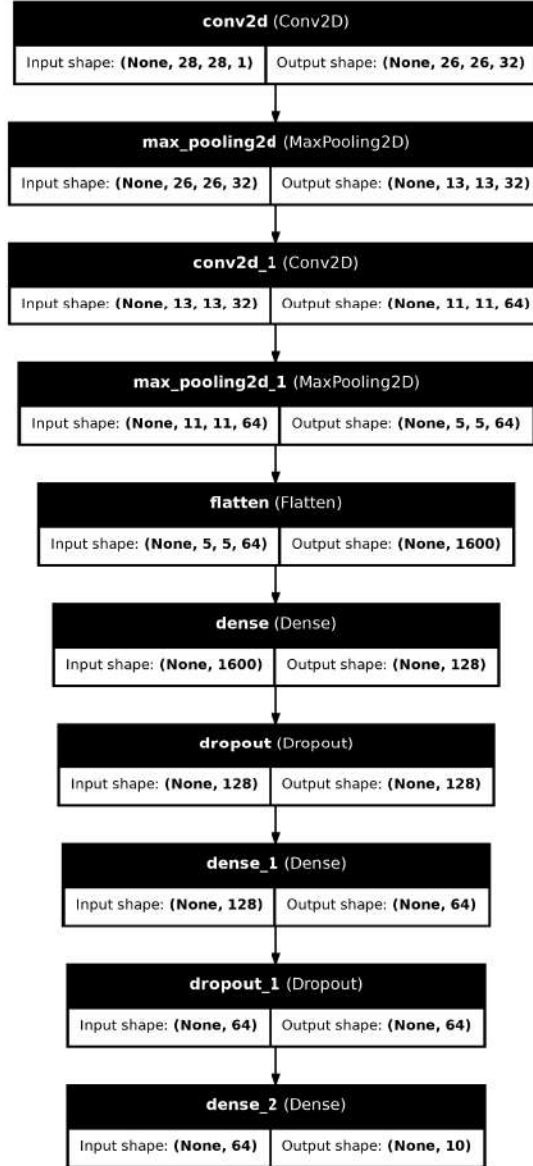 conv2d (Conv2D)
Input shape: (None, 28, 28, 1) Output shape: (None, 26, 26, 32)
max_pooling2d (MaxPooling2D)
Input shape: (None, 26, 26, 32) Output shape: (None, 13, 13, 32)
conv2d_1 (Conv2D)
Input shape: (None, 13, 13, 32) Output shape: (None, 11, 11, 64)
max_pooling2d_1 (MaxPooling2D)
Input shape: (None, 11, 11, 64) Output shape: (None, 5, 5, 64)
flatten (Flatten)
Input shape: (None, 5, 5, 64) Output shape: (None, 1600)
dense (Dense)
Input shape: (None, 1600) Output shape: (None, 128)
dropout (Dropout)
Input shape: (None, 128) Output shape: (None, 128)
dense_1 (Dense)
Input shape: (None, 128) Output shape: (None, 64)
dropout_1 (Dropout)
Input shape: (None, 64) Output shape: (None, 64)
dense_2 (Dense)
Input shape: (None, 64) Output shape: (None, 10)